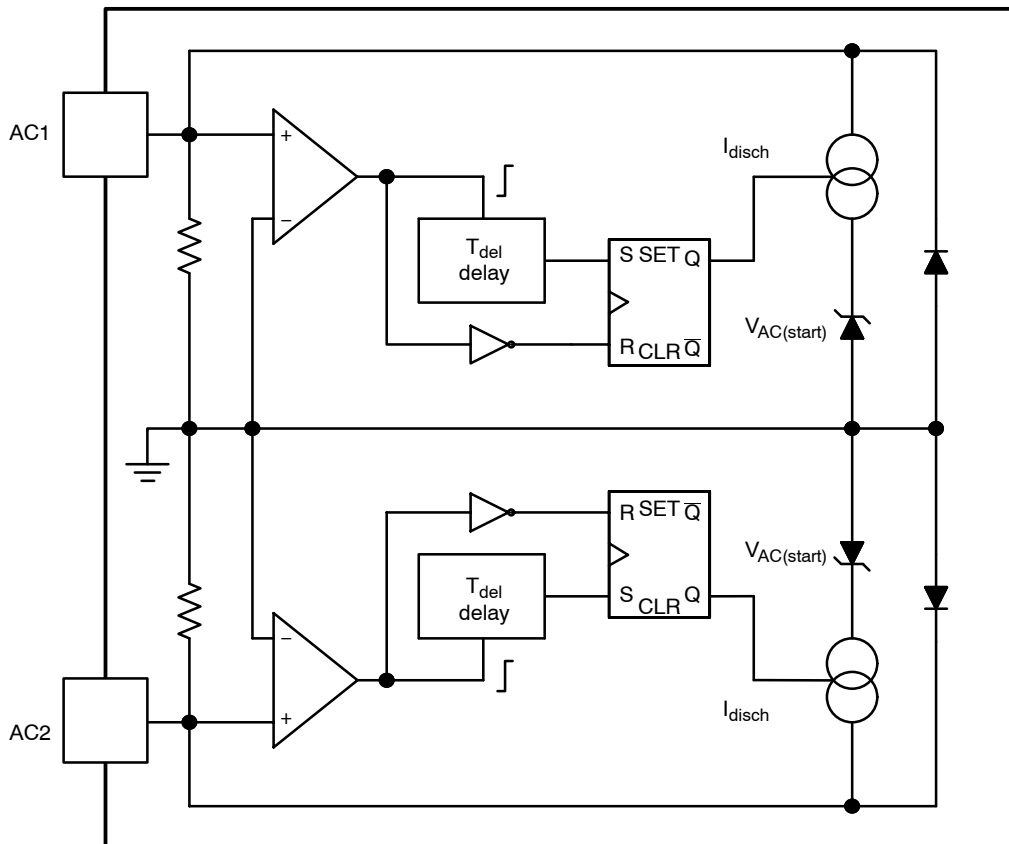 AC1
+
−
T_del
delay
S SET Q
R CLR Q̅
I_disch
V_AC(start)
R SET Q̅
S CLR Q
T_del
delay
V_AC(start)
−
+
I_disch
AC2